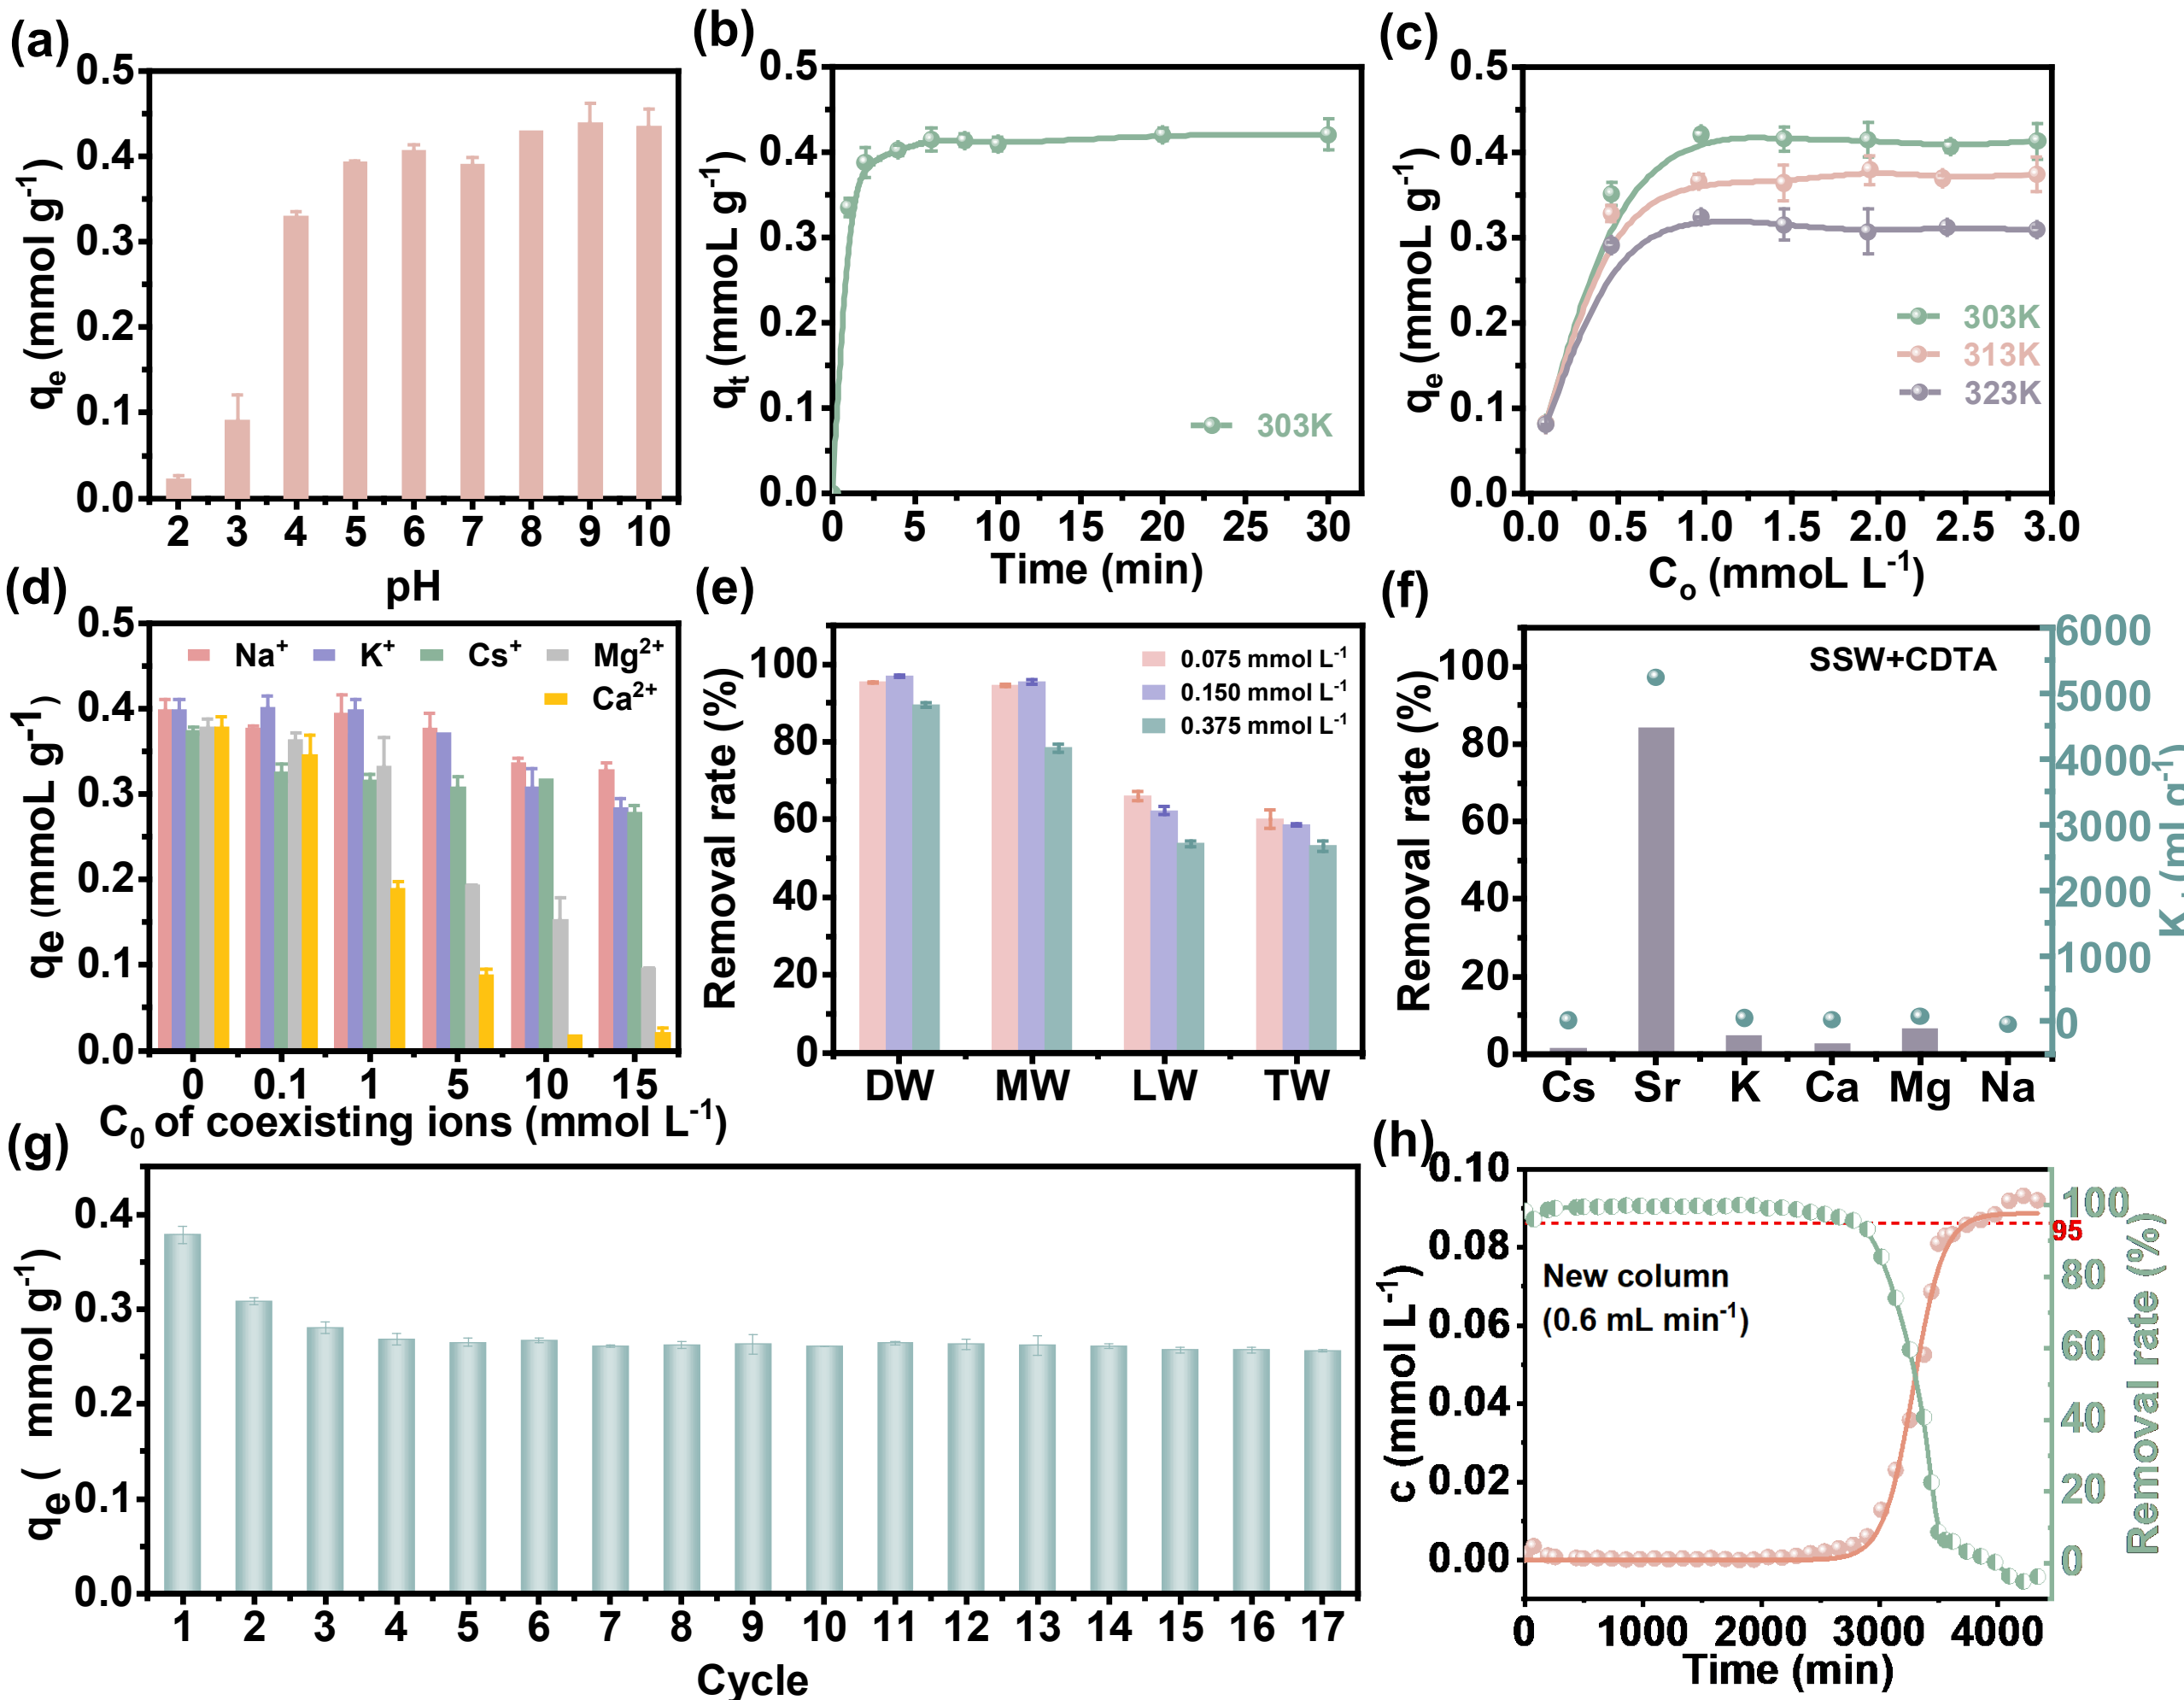 (a)
0.5
0.4
0.3
0.2
0.1
0.0
qe (mmol g-1)
2 3 4 5 6 7 8 9 10
pH
(b)
0.5
0.4
0.3
0.2
0.1
0.0
qt (mmoL g-1)
303K
0 5 10 15 20 25 30
Time (min)
(c)
0.5
0.4
0.3
0.2
0.1
0.0
qe (mmoL g-1)
303K
313K
323K
0.0 0.5 1.0 1.5 2.0 2.5 3.0
Co (mmoL L-1)
(d)
0.5
0.4
0.3
0.2
0.1
0.0
qe (mmoL g-1)
Na+ K+ Cs+ Mg2+
Ca2+
0 0.1 1 5 10 15
C0 of coexisting ions (mmol L-1)
(e)
100
80
60
40
20
0
Removal rate (%)
0.075 mmol L-1
0.150 mmol L-1
0.375 mmol L-1
DW MW LW TW
(f)
100
80
60
40
20
0
Removal rate (%)
SSW+CDTA
6000
5000
4000
3000
2000
1000
0
(ml g-1)
Cs Sr K Ca Mg Na
(g)
0.4
0.3
0.2
0.1
0.0
qe ( mmol g-1)
1 2 3 4 5 6 7 8 9 10 11 12 13 14 15 16 17
Cycle
(h)
0.10
0.08
0.06
0.04
0.02
0.00
c (mmol L-1)
New column
(0.6 mL min-1)
100
95
80
60
40
20
0
Removal rate (%)
0 1000 2000 3000 4000
Time (min)